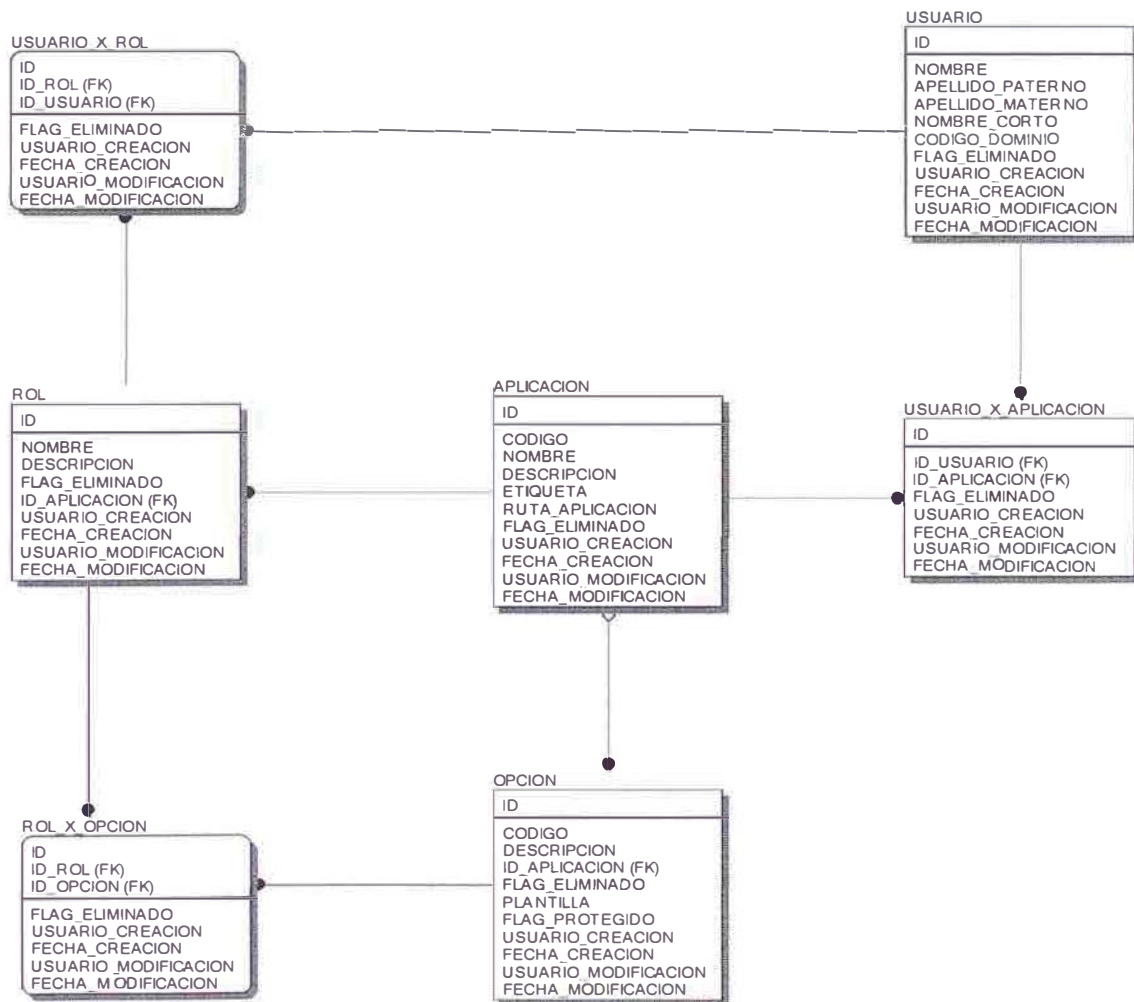 USUARIO_X_ROL
ID
ID_ROL (FK)
ID_USUARIO (FK)
FLAG_ELIMINADO
USUARIO_CREACION
FECHA_CREACION
USUARIO_MODIFICACION
FECHA_MODIFICACION
USUARIO
ID
NOMBRE
APELLIDO_PATERNO
APELLIDO_MATERNO
NOMBRE_CORTO
CODIGO_DOMINIO
FLAG_ELIMINADO
USUARIO_CREACION
FECHA_CREACION
USUARIO_MODIFICACION
FECHA_MODIFICACION
ROL
ID
NOMBRE
DESCRIPCION
FLAG_ELIMINADO
ID_APLICACION (FK)
USUARIO_CREACION
FECHA_CREACION
USUARIO_MODIFICACION
FECHA_MODIFICACION
APLICACION
ID
CODIGO
NOMBRE
DESCRIPCION
ETIQUETA
RUTA_APLICACION
FLAG_ELIMINADO
USUARIO_CREACION
FECHA_CREACION
USUARIO_MODIFICACION
FECHA_MODIFICACION
USUARIO_X_APLICACION
ID
ID_USUARIO (FK)
ID_APLICACION (FK)
FLAG_ELIMINADO
USUARIO_CREACION
FECHA_CREACION
USUARIO_MODIFICACION
FECHA_MODIFICACION
ROL_X_OPCION
ID
ID_ROL (FK)
ID_OPCION (FK)
FLAG_ELIMINADO
USUARIO_CREACION
FECHA_CREACION
USUARIO_MODIFICACION
FECHA_MODIFICACION
OPCION
ID
CODIGO
DESCRIPCION
ID_APLICACION (FK)
FLAG_ELIMINADO
PLANTILLA
FLAG_PROTEGIDO
USUARIO_CREACION
FECHA_CREACION
USUARIO_MODIFICACION
FECHA_MODIFICACION